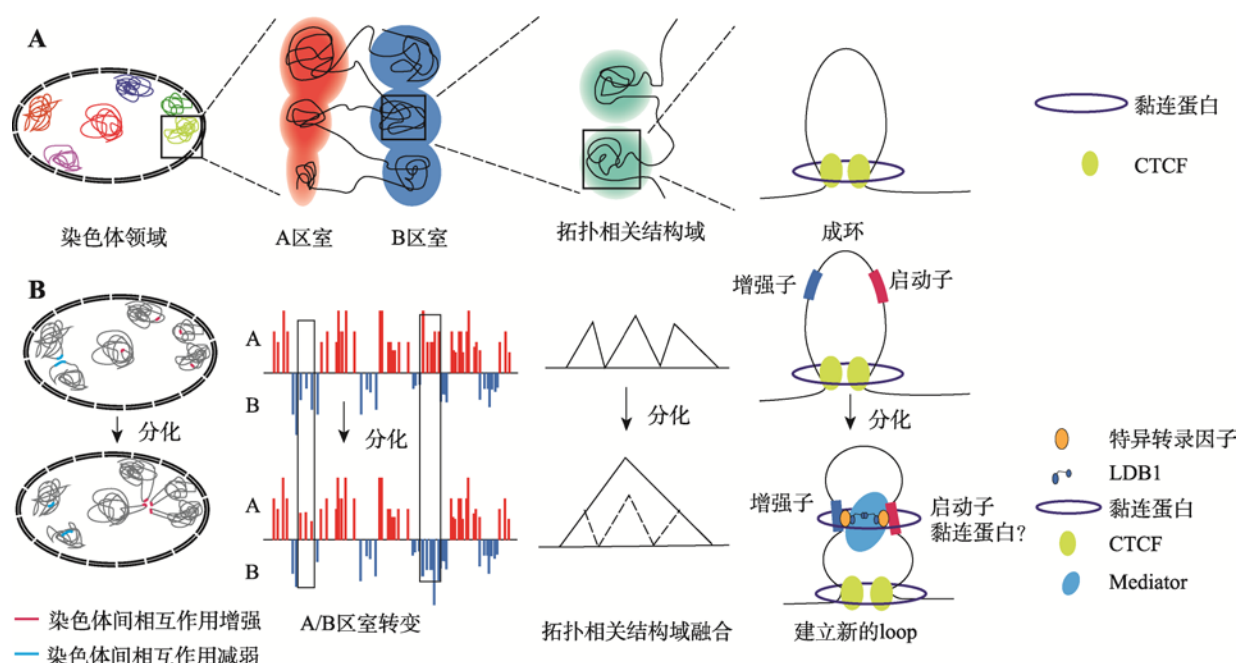 A
黏连蛋白
CTCF
染色体领域
A区室
B区室
拓扑相关结构域
成环
B
增强子
启动子
A
B
分化
分化
分化
分化
A
B
增强子
启动子
黏连蛋白?
特异转录因子
LDB1
黏连蛋白
CTCF
Mediator
染色体间相互作用增强
染色体间相互作用减弱
A/B区室转变
拓扑相关结构域融合
建立新的loop